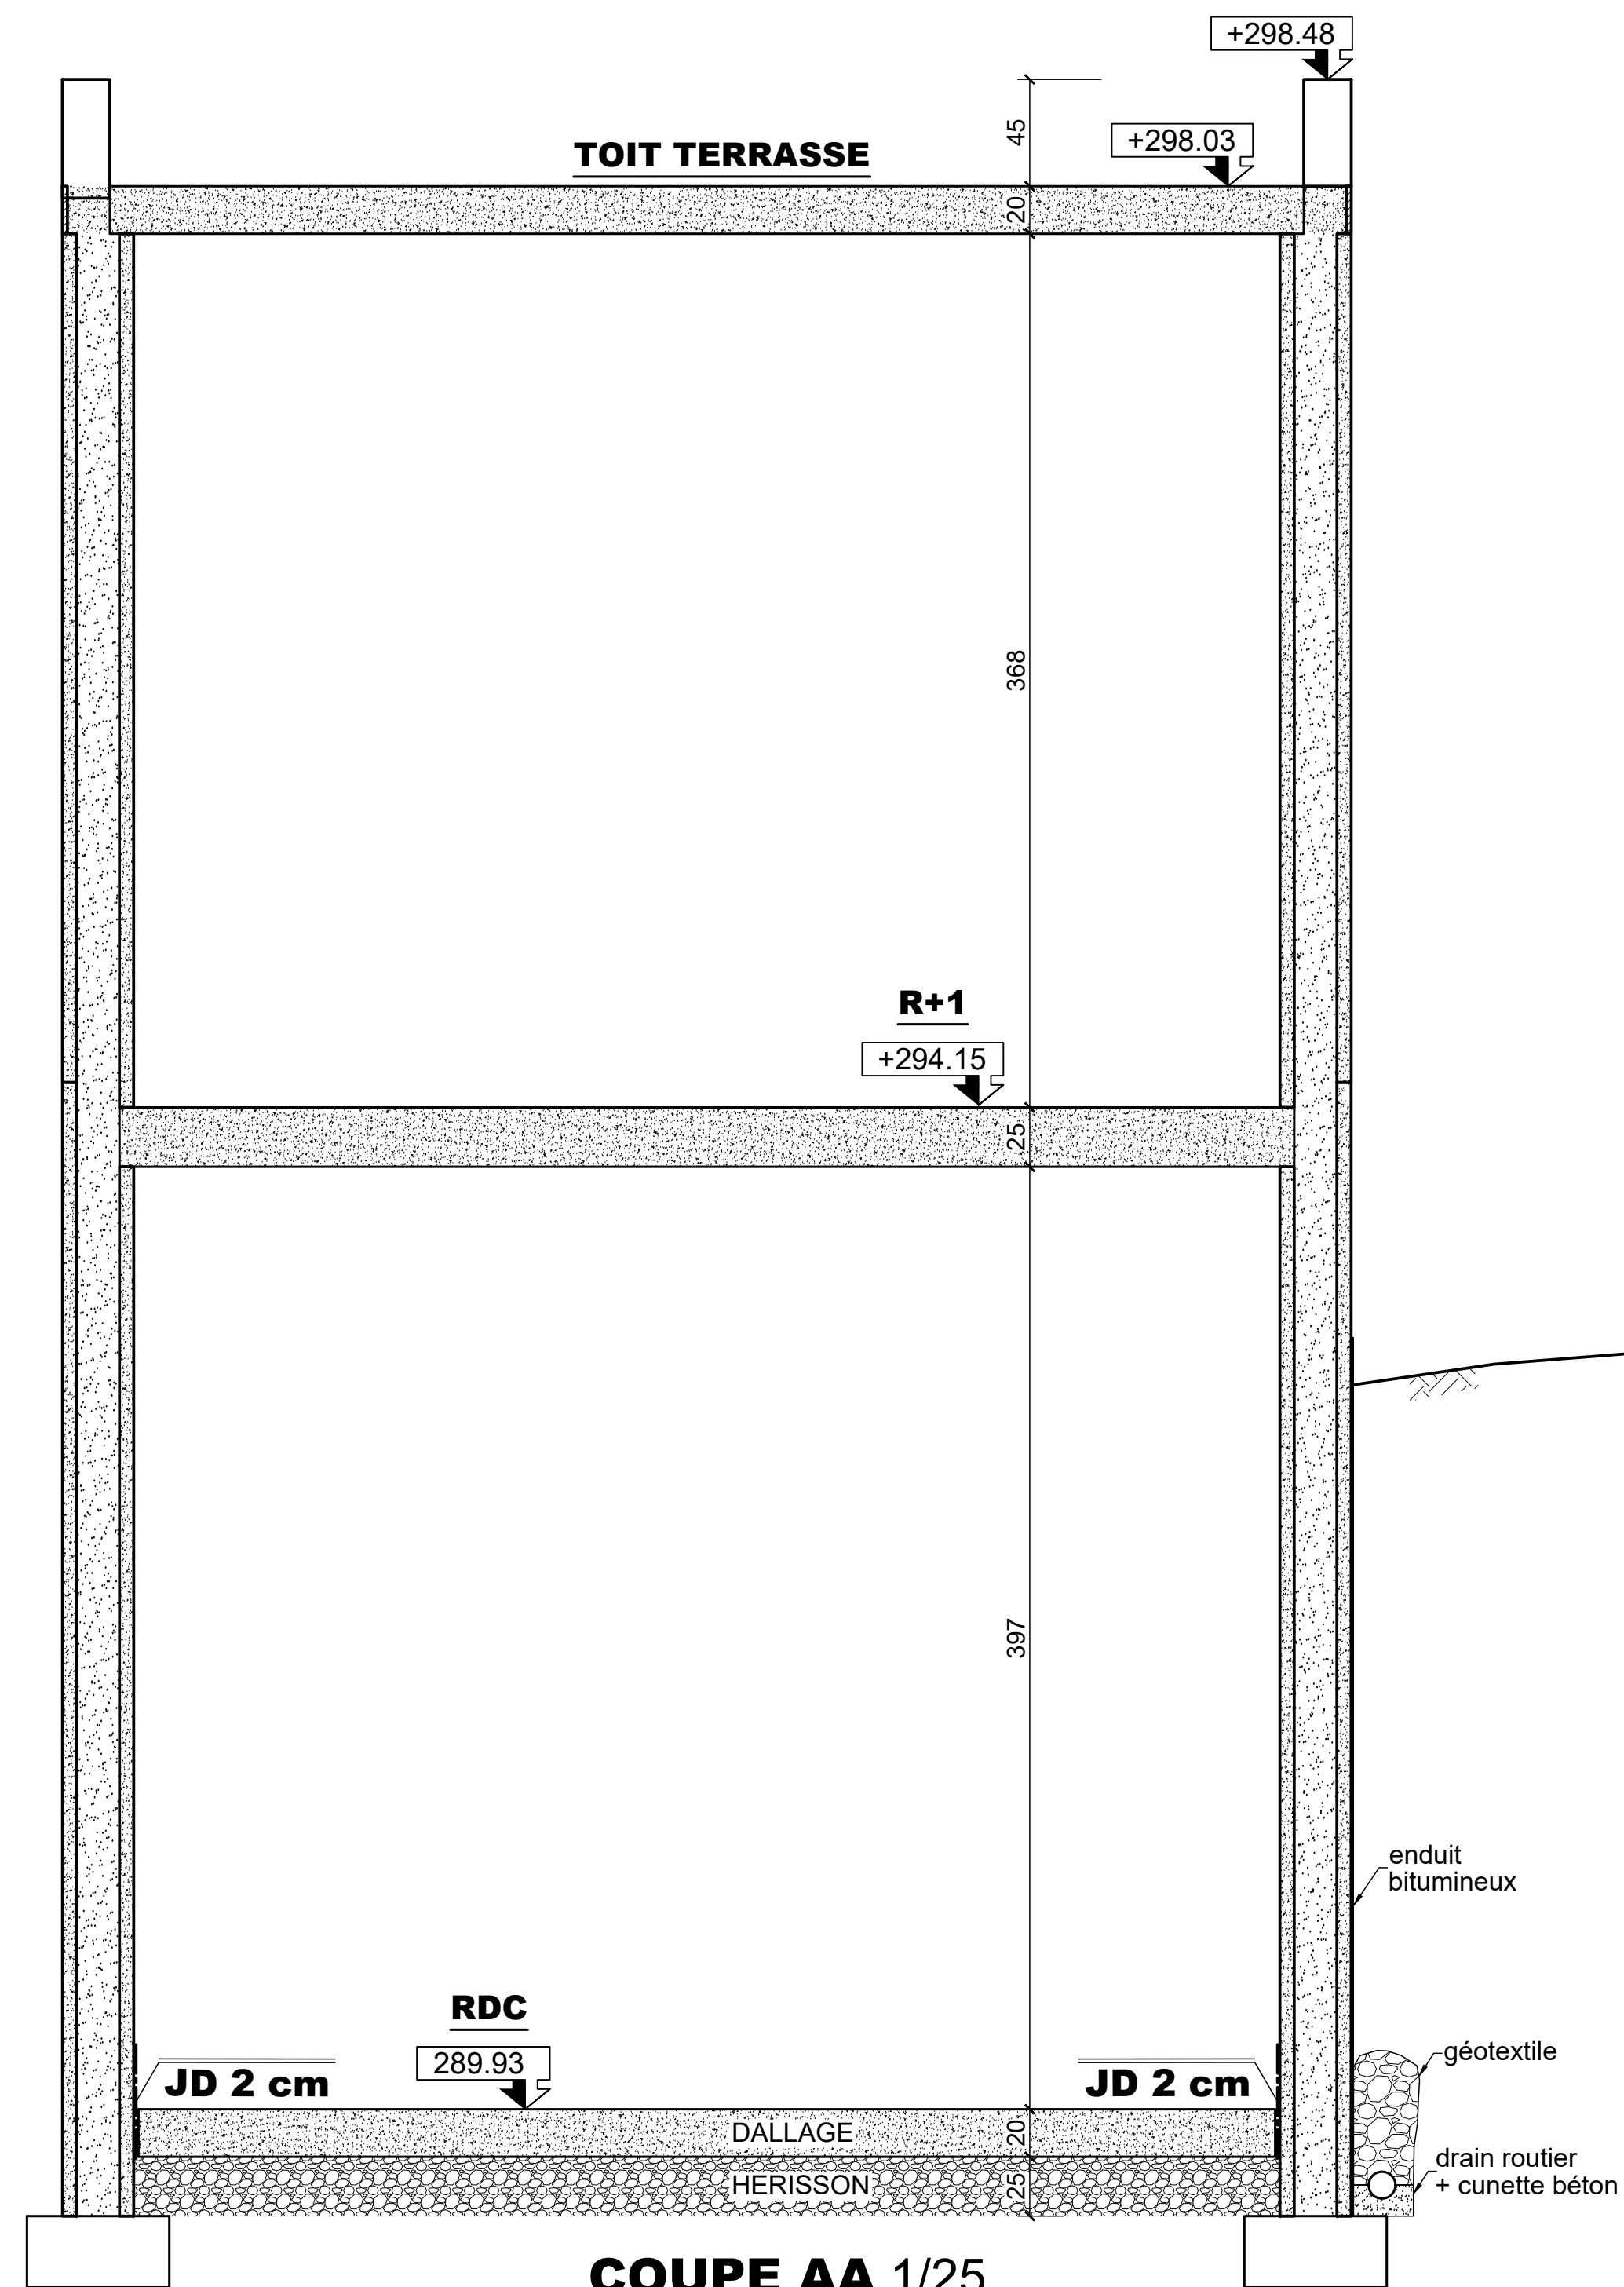 +298.48
45
+298.03
TOIT TERRASSE
20
368
R+1
+294.15
25
397
enduit
bitumineux
RDC
289.93
géotextile
JD 2 cm
JD 2 cm
DALLAGE
20
drain routier
+ cunette béton
HERISSON
25
COUPE AA 1/25